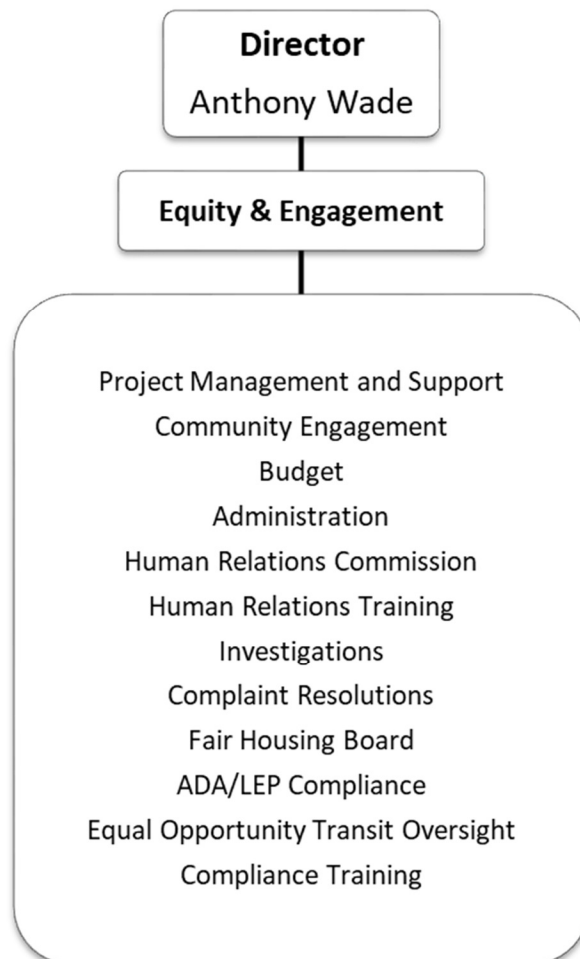 Director
Anthony Wade
Equity & Engagement
Project Management and Support
Community Engagement
Budget
Administration
Human Relations Commission
Human Relations Training
Investigations
Complaint Resolutions
Fair Housing Board
ADA/LEP Compliance
Equal Opportunity Transit Oversight
Compliance Training